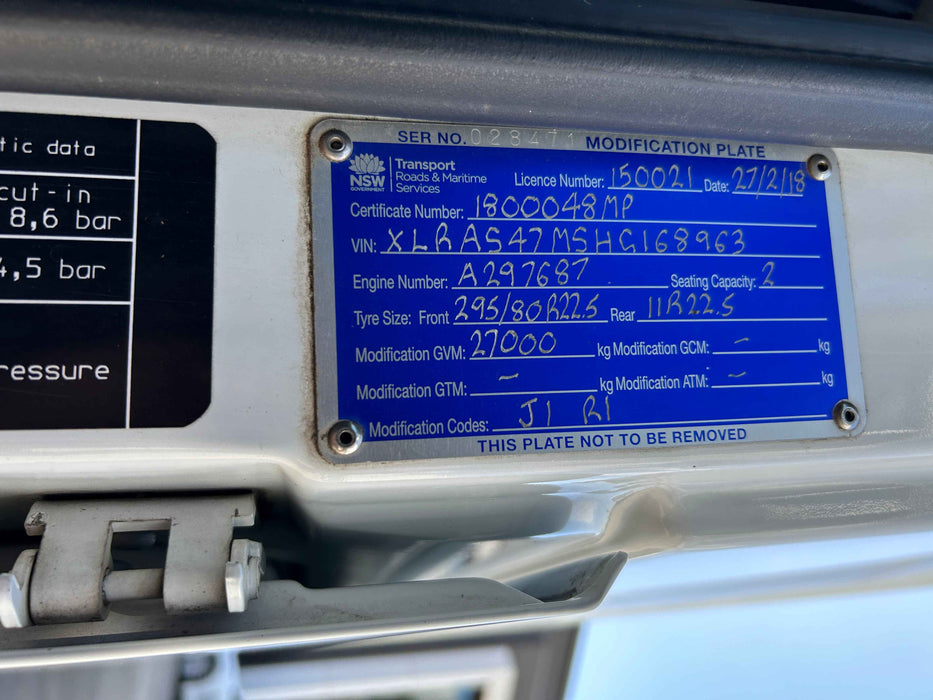 tic data
cut-in
8,6 bar
4,5 bar
ressure
SER NO. 028471 MODIFICATION PLATE
NSW
GOVERNMENT
Transport
Roads & Maritime
Services
Licence Number: 150021 Date: 27/2/18
Certificate Number: 1800048MP
VIN: XLRAS47MSHG168963
Engine Number: A297687 Seating Capacity: 2
Tyre Size: Front 295/80R22.5 Rear 11R22.5
Modification GVM: 27000 kg Modification GCM: – kg
Modification GTM: – kg Modification ATM: – kg
Modification Codes: J1 R1
THIS PLATE NOT TO BE REMOVED